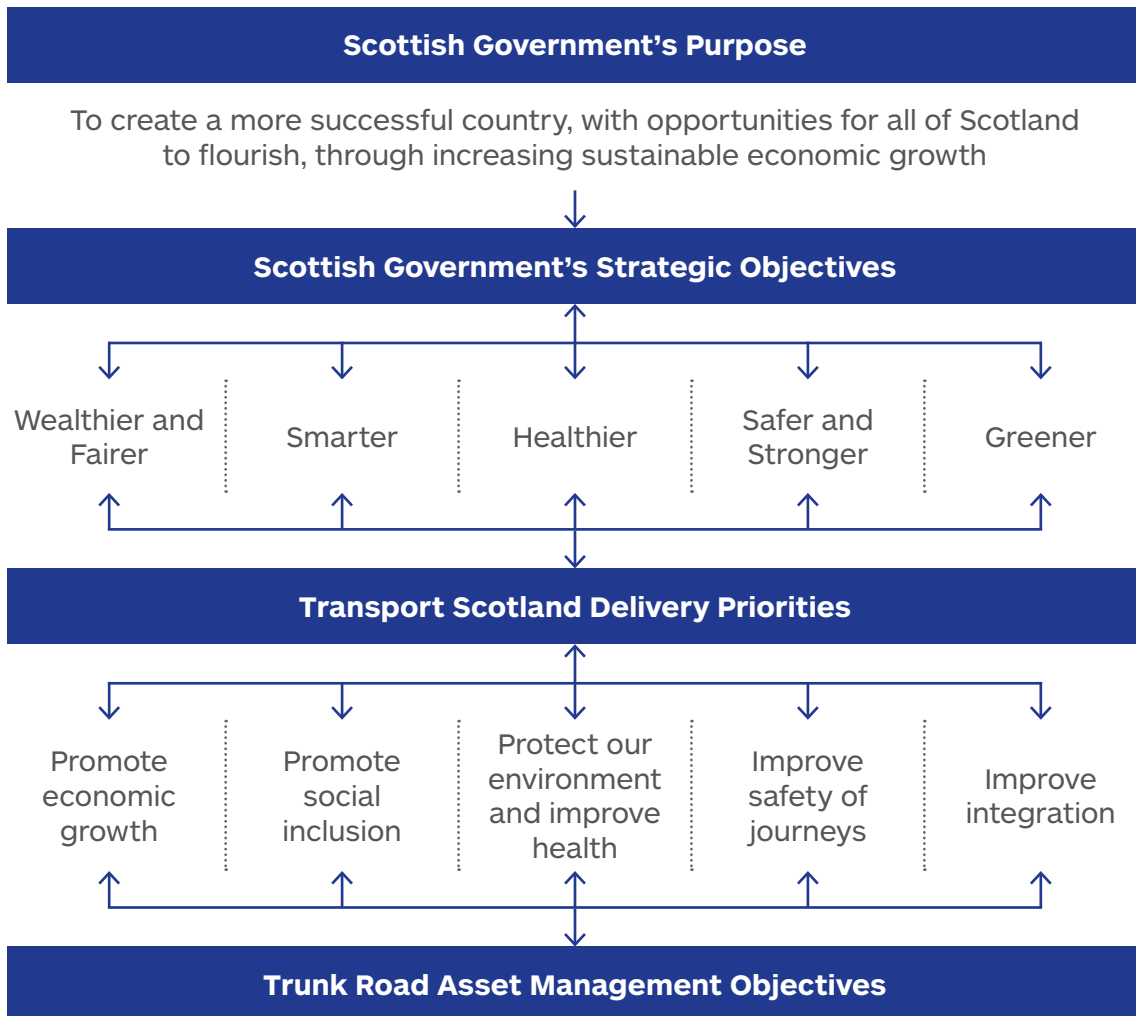 Scottish Government’s Purpose
To create a more successful country, with opportunities for all of Scotland
to flourish, through increasing sustainable economic growth
Scottish Government’s Strategic Objectives
Wealthier and
Fairer
Smarter
Healthier
Safer and
Stronger
Greener
Transport Scotland Delivery Priorities
Promote
economic
growth
Promote
social
inclusion
Protect our
environment
and improve
health
Improve
safety of
journeys
Improve
integration
Trunk Road Asset Management Objectives